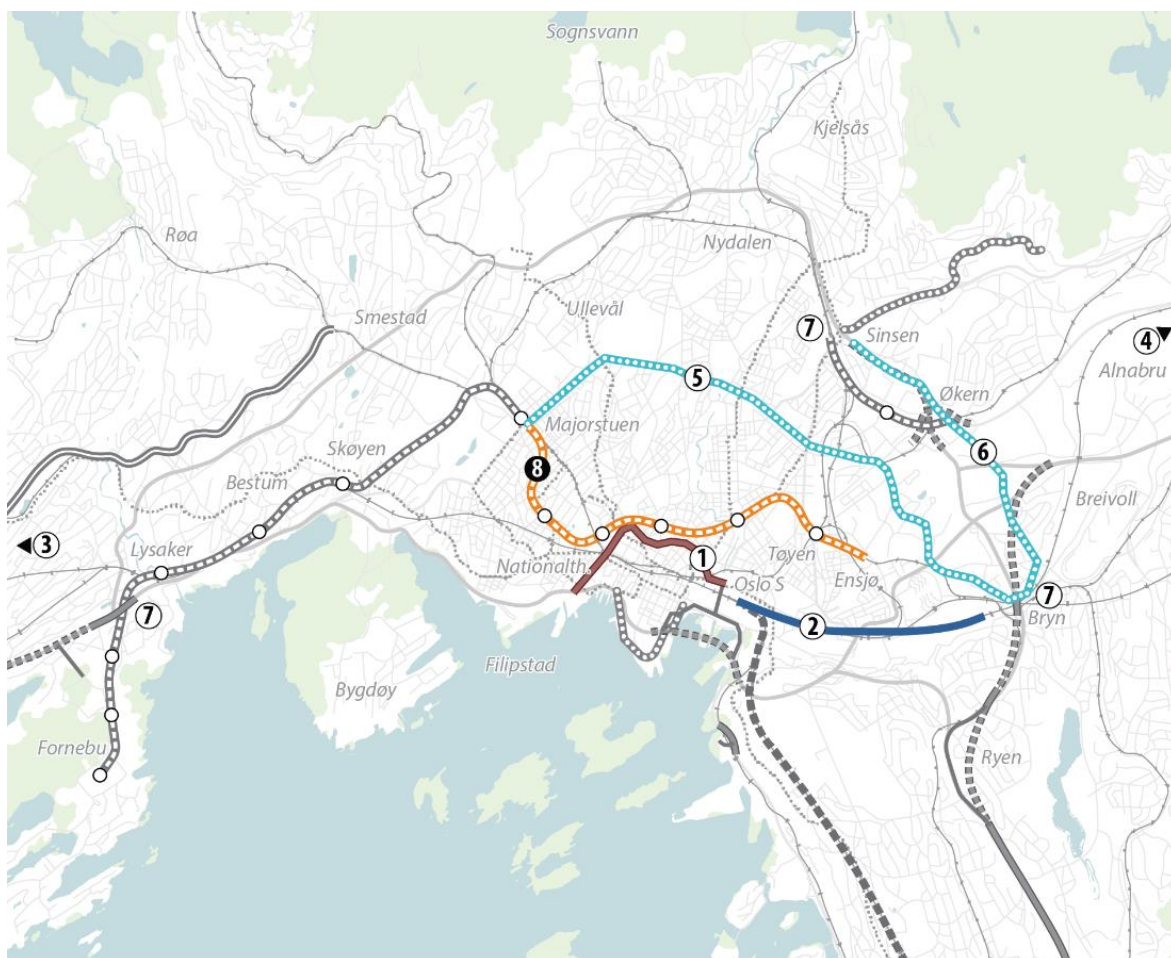 Sognsvann
Kjelsås
Røa
Nydalen
Ullevål
Smestad
7
Sinsen
4
Alnabru
5
Økern
Majorstuen
Skøyen
6
8
Bestum
Breivoll
3
Lysaker
1
Tøyen
Nationalth.
Oslo S
Ensjø
7
7
Bryn
2
Filipstad
Bygdøy
Fornebu
Ryen